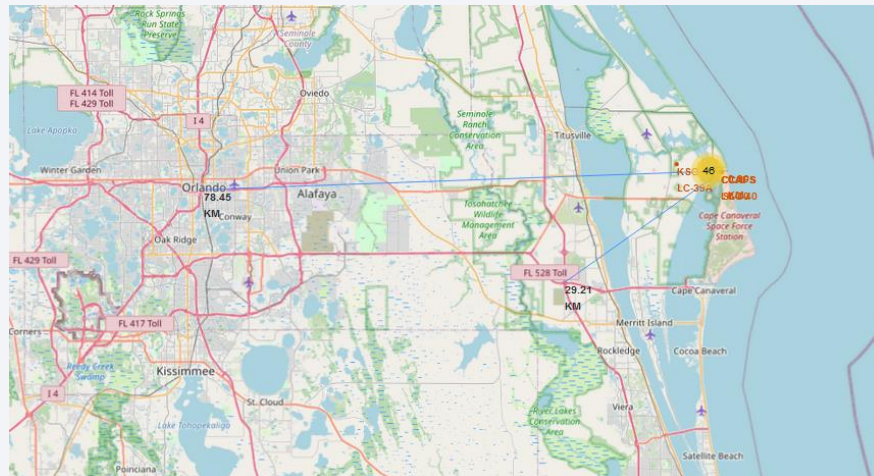 Rock Springs
Run State
Preserve
Seminole
County
FL 414 Toll
FL 429 Toll
Oviedo
I 4
Lake Apopka
Seminole
Ranch
Conservation
Area
Titusville
Winter Garden
Union Park
Orlando
Alafaya
78.45
KM
Conway
46
LC-39A
Tosohatchee
Wildlife
Management
Area
Cape Canaveral
Space Force
Station
Oak Ridge
FL 429 Toll
FL 528 Toll
29.21
KM
Cape Canaveral
FL 417 Toll
Merritt Island
Corners
Rockledge
Cocoa Beach
Reedy Creek
Swamp
Kissimmee
I 4
St. Cloud
River Lakes
Conservation
Area
Viera
Lake Tohopekaliga
Satellite Beach
Poinciana